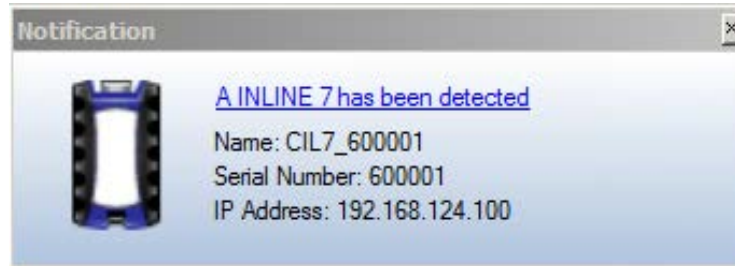 Notification
A INLINE 7 has been detected
Name: CIL7_600001
Serial Number: 600001
IP Address: 192.168.124.100